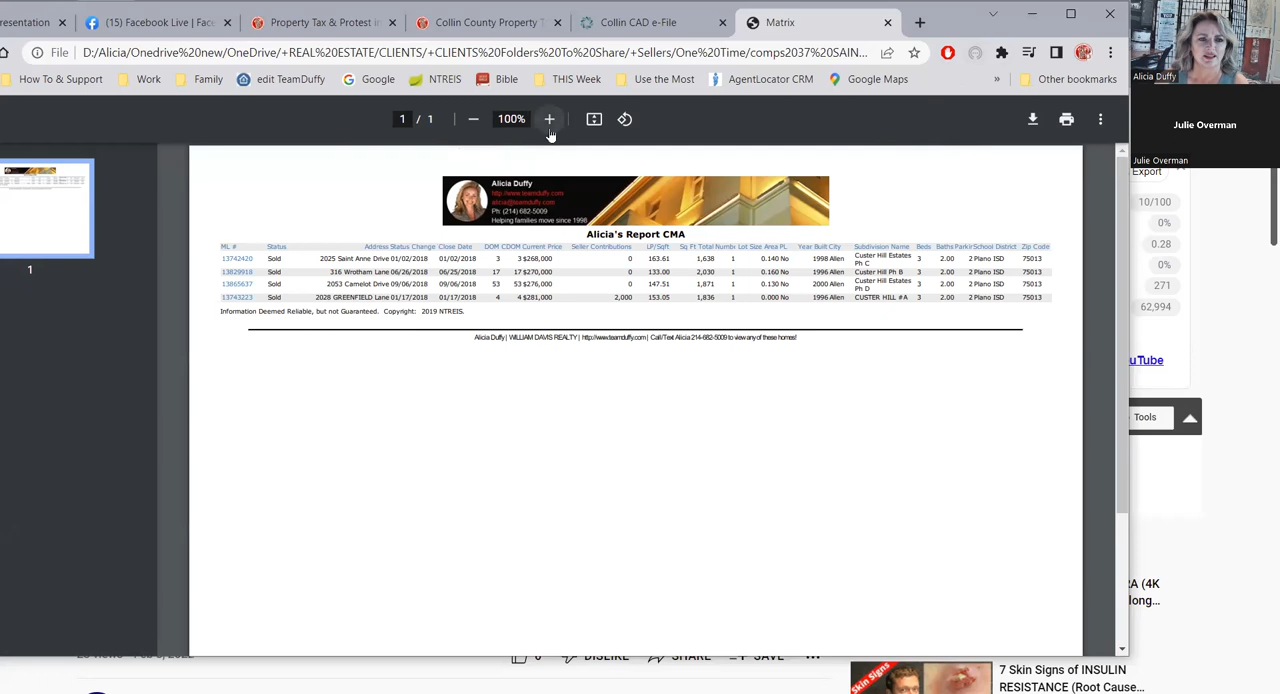 resentation
(15) Facebook Live | Fac
Property Tax & Protest i
Collin County Property T
Collin CAD e-File
Matrix
File D:/Alicia/Onedrive%20new/OneDrive/+REAL%20ESTATE/CLIENTS/+CLIENTS%20Folders%20To%20Share/+Sellers/One%20Time/comps2037%20SAIN...
How To & Support Work Family edit TeamDuffy Google NTREIS Bible THIS Week Use the Most AgentLocator CRM Google Maps » Other bookmarks
Alicia Duffy
Julie Overman
Julie Overman
1 / 1 — 100% +
Alicia Duffy
http://www.teamduffy.com
alicia@teamduffy.com
Ph: (214) 682-5009
Helping families move since 1998
Alicia's Report CMA
ML # Status Address Status Change Close Date DOM CDOM Current Price Seller Contributions LP/Sqft Sq Ft Total Numbr Lot Size Area PL Year Built City Subdivision Name Beds Baths Parkir School District Zip Code
13742420 Sold 2025 Saint Anne Drive 01/02/2018 01/02/2018 3 3 $268,000 0 163.61 1,638 1 0.140 No 1998 Allen Custer Hill Estates Ph C 3 2.00 2 Plano ISD 75013
13829918 Sold 316 Wrotham Lane 06/26/2018 06/25/2018 17 17 $270,000 0 133.00 2,030 1 0.160 No 1996 Allen Custer Hill Ph B 3 2.00 2 Plano ISD 75013
13865637 Sold 2053 Camelot Drive 09/06/2018 09/06/2018 53 53 $276,000 0 147.51 1,871 1 0.130 No 2000 Allen Custer Hill Estates Ph D 3 2.00 2 Plano ISD 75013
13743223 Sold 2028 GREENFIELD Lane 01/17/2018 01/17/2018 4 4 $281,000 2,000 153.05 1,836 1 0.000 No 1996 Allen CUSTER HILL #A 3 2.00 2 Plano ISD 75013
Information Deemed Reliable, but not Guaranteed. Copyright: 2019 NTREIS.
Alicia Duffy | WILLIAM DAVIS REALTY | http://www.teamduffy.com | Call/Text Alicia 214-682-5009 to view any of these homes!
1
Export
10/100
0%
0.28
0%
271
62,994
uTube
Tools
RA (4K
long...
DISLIKE SHARE SAVE
7 Skin Signs of INSULIN
RESISTANCE (Root Cause...
Skin Signs